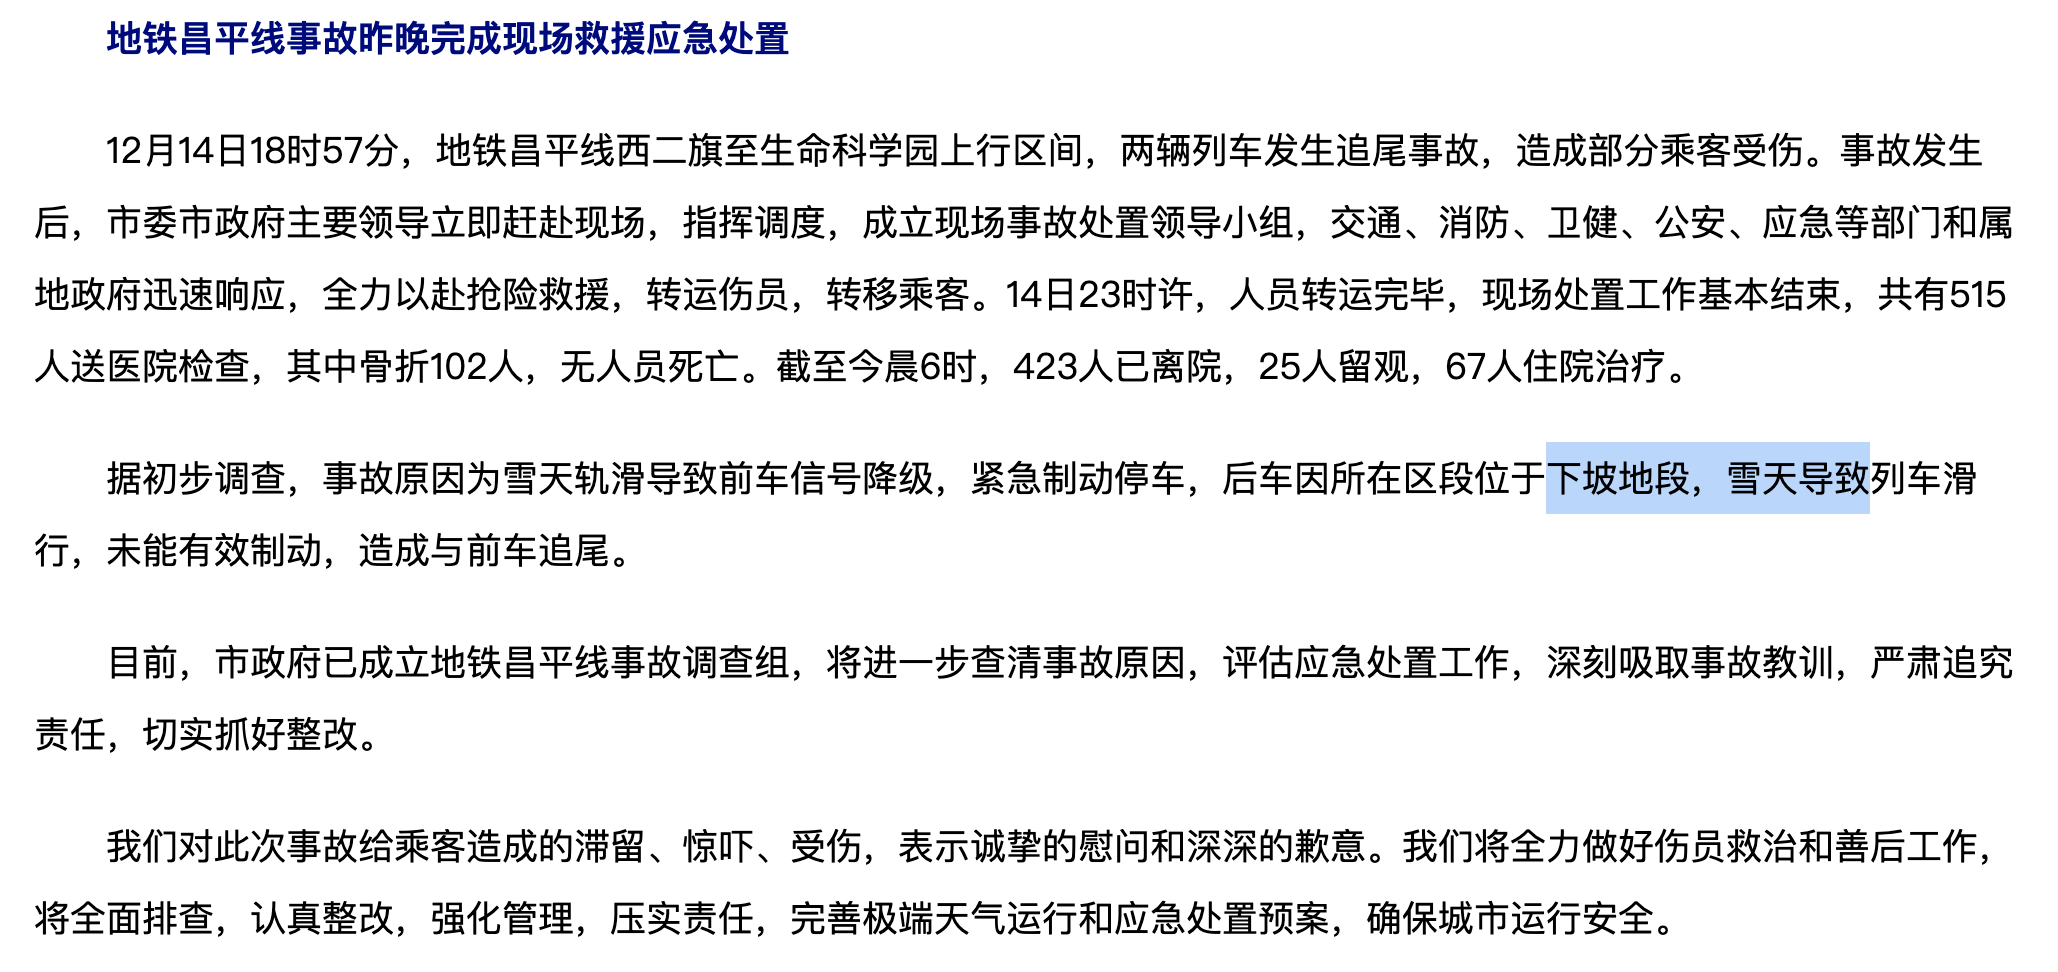 地铁昌平线事故昨晚完成现场救援应急处置
12月14日18时57分，地铁昌平线西二旗至生命科学园上行区间，两辆列车发生追尾事故，造成部分乘客受伤。事故发生
后，市委市政府主要领导立即赶赴现场，指挥调度，成立现场事故处置领导小组，交通、消防、卫健、公安、应急等部门和属
地政府迅速响应，全力以赴抢险救援，转运伤员，转移乘客。14日23时许，人员转运完毕，现场处置工作基本结束，共有515
人送医院检查，其中骨折102人，无人员死亡。截至今晨6时，423人已离院，25人留观，67人住院治疗。
据初步调查，事故原因为雪天轨滑导致前车信号降级，紧急制动停车，后车因所在区段位于下坡地段，雪天导致列车滑
行，未能有效制动，造成与前车追尾。
目前，市政府已成立地铁昌平线事故调查组，将进一步查清事故原因，评估应急处置工作，深刻吸取事故教训，严肃追究
责任，切实抓好整改。
我们对此次事故给乘客造成的滞留、惊吓、受伤，表示诚挚的慰问和深深的歉意。我们将全力做好伤员救治和善后工作，
将全面排查，认真整改，强化管理，压实责任，完善极端天气运行和应急处置预案，确保城市运行安全。